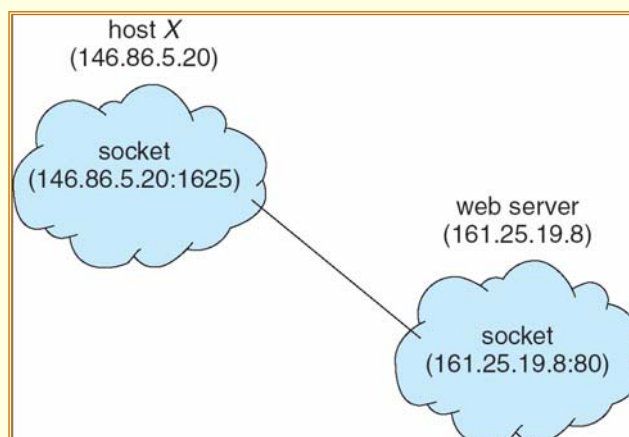 host X
(146.86.5.20)
socket
(146.86.5.20:1625)
web server
(161.25.19.8)
socket
(161.25.19.8:80)